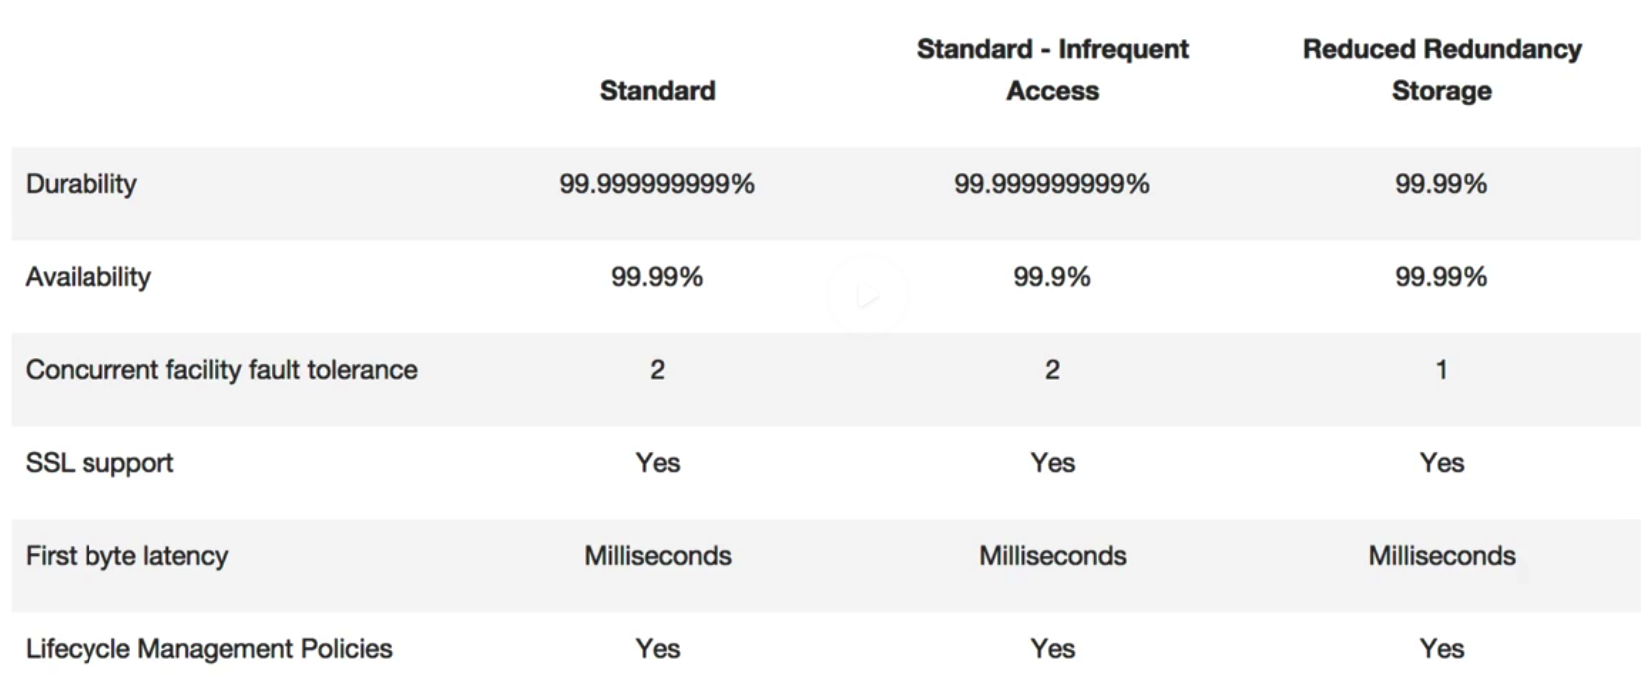 Standard
Standard - Infrequent
Access
Reduced Redundancy
Storage
Durability 99.999999999% 99.999999999% 99.99%
Availability 99.99% 99.9% 99.99%
Concurrent facility fault tolerance 2 2 1
SSL support Yes Yes Yes
First byte latency Milliseconds Milliseconds Milliseconds
Lifecycle Management Policies Yes Yes Yes